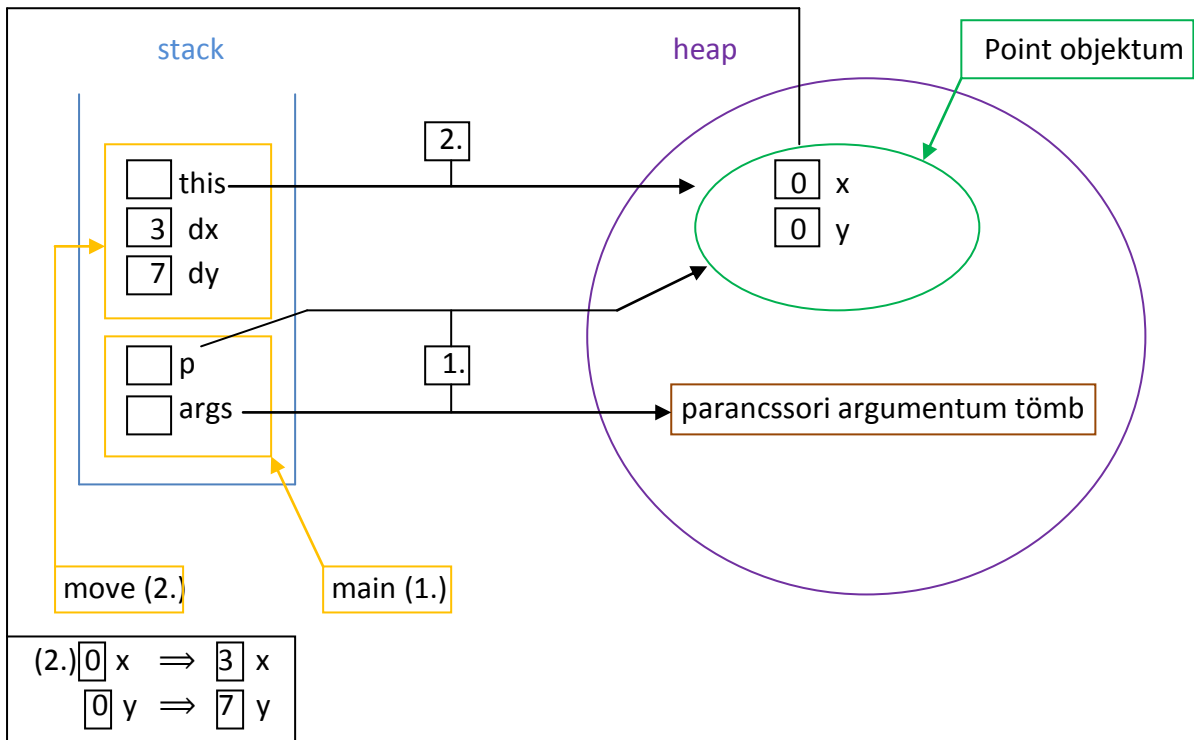 stack
heap
Point objektum
2.
this
3 dx
7 dy
0 x
0 y
p
1.
args
parancssori argumentum tömb
move (2.)
main (1.)
(2.) 0 x ⟹ 3 x
0 y ⟹ 7 y